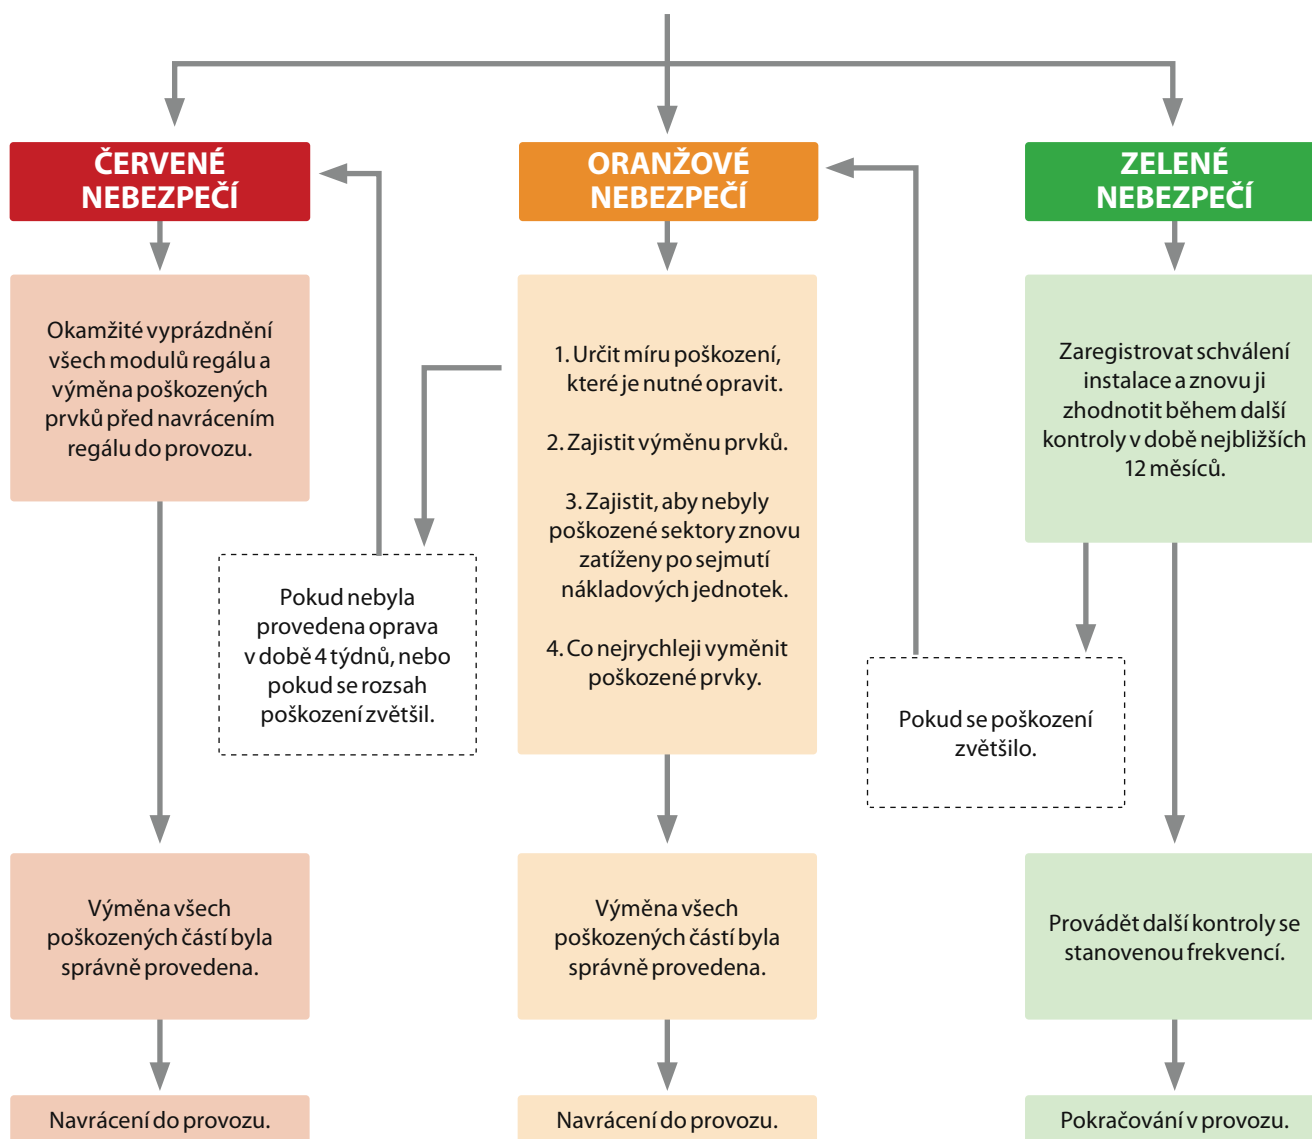 ČERVENÉ
NEBEZPEČÍ
ORANŽOVÉ
NEBEZPEČÍ
ZELENÉ
NEBEZPEČÍ
Okamžité vyprázdnění
všech modulů regálu a
výměna poškozených
prvků před navrácením
regálu do provozu.
Pokud nebyla
provedena oprava
v době 4 týdnů, nebo
pokud se rozsah
poškození zvětšil.
1. Určit míru poškození,
které je nutné opravit.
2. Zajistit výměnu prvků.
3. Zajistit, aby nebyly
poškozené sektory znovu
zatíženy po sejmutí
nákladových jednotek.
4. Co nejrychleji vyměnit
poškozené prvky.
Zaregistrovat schválení
instalace a znovu ji
zhodnotit během další
kontroly v době nejbližších
12 měsíců.
Pokud se poškození
zvětšilo.
Výměna všech
poškozených částí byla
správně provedena.
Výměna všech
poškozených částí byla
správně provedena.
Provádět další kontroly se
stanovenou frekvencí.
Navrácení do provozu.
Navrácení do provozu.
Pokračování v provozu.